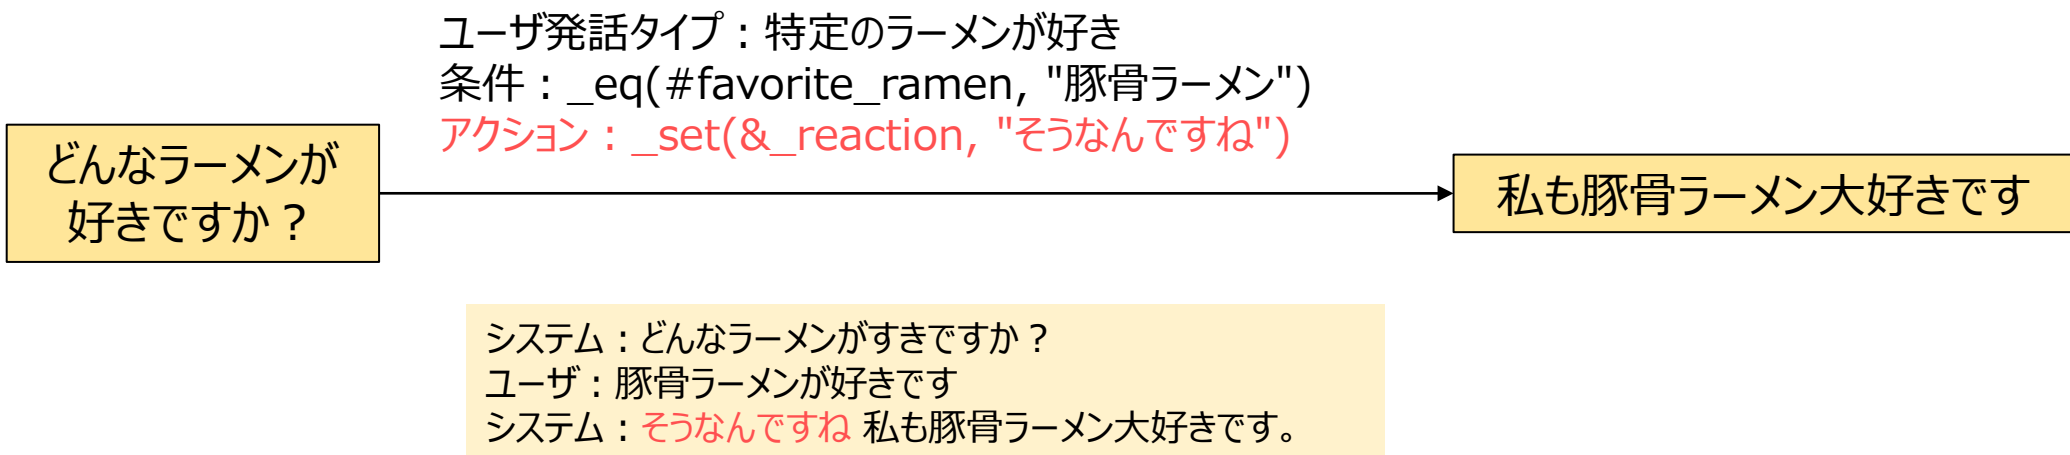 ユーザ発話タイプ：特定のラーメンが好き
条件：_eq(#favorite_ramen, "豚骨ラーメン")
アクション：_set(&_reaction, "そうなんですね")
どんなラーメンが
好きですか？
私も豚骨ラーメン大好きです
システム：どんなラーメンがすきですか？
ユーザ：豚骨ラーメンが好きです
システム：そうなんですね 私も豚骨ラーメン大好きです。